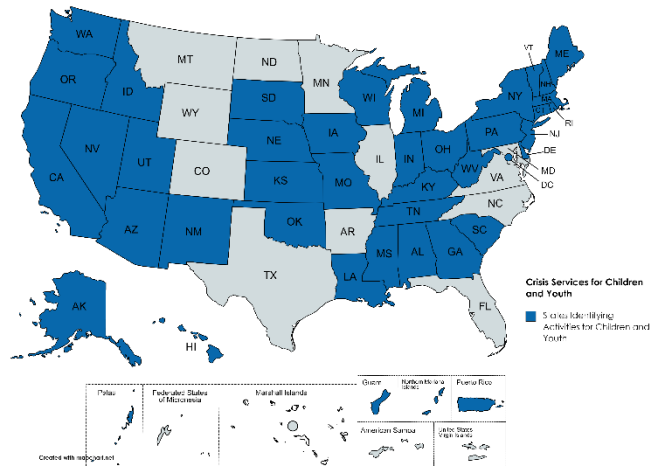 WA
OR
ID
MT
ND
MN
WI
MI
NY
VT
ME
NH
MA
CT
RI
NJ
PA
DE
MD
DC
SD
WY
NE
IA
IL
IN
OH
WV
VA
NV
UT
CO
KS
MO
KY
NC
CA
AZ
NM
OK
AR
TN
SC
TX
LA
MS
AL
GA
FL
AK
HI
Crisis Services for Children
and Youth
States Identifying
Activities for Children and
Youth
Palau
Federated States
of Micronesia
Marshall Islands
Guam
Northern Mariana
Islands
Puerto Rico
American Samoa
United States
Virgin Islands
Created with mapchart.net